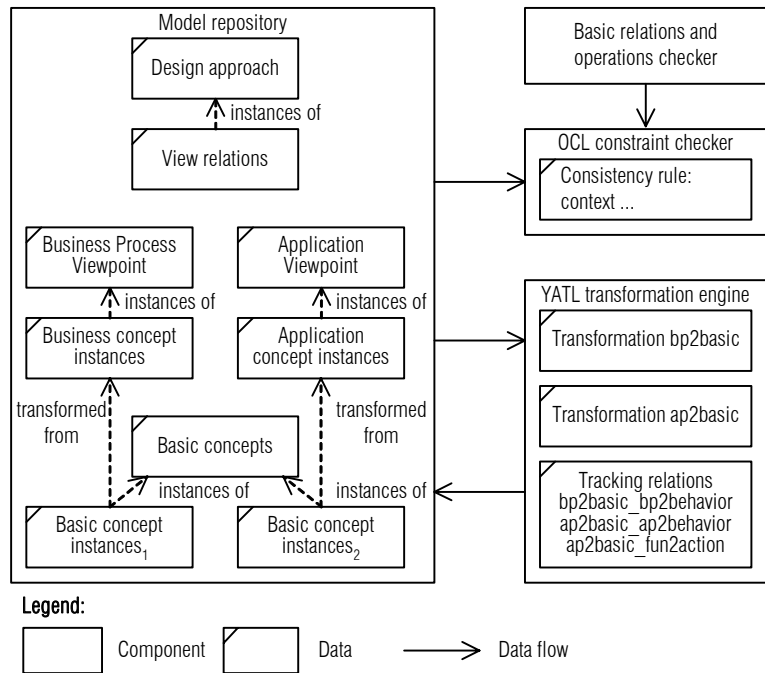 Model repository
Design approach
instances of
View relations
Business Process
Viewpoint
Application
Viewpoint
instances of
instances of
Business concept
instances
Application
concept instances
transformed
from
transformed
from
Basic concepts
instances of
instances of
Basic concept
instances1
Basic concept
instances2
Basic relations and
operations checker
OCL constraint checker
Consistency rule:
context ...
YATL transformation engine
Transformation bp2basic
Transformation ap2basic
Tracking relations
bp2basic_bp2behavior
ap2basic_ap2behavior
ap2basic_fun2action
Legend:
Component
Data
Data flow